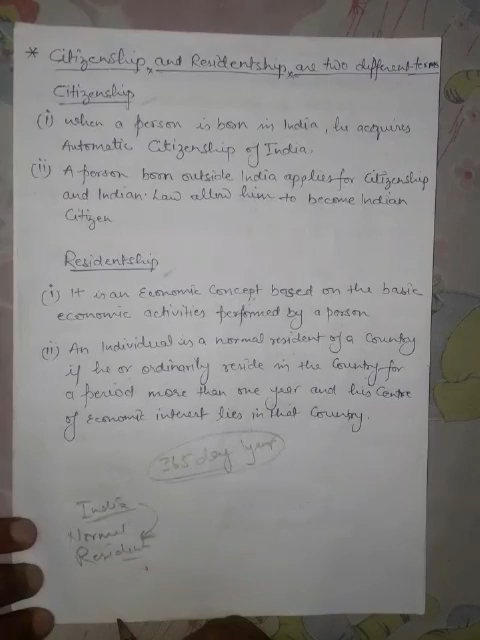 * Citizenship and Residentship are two different terms
Citizenship
(i) when a person is born in India, he acquires
Automatic Citizenship of India.
(ii) A person born outside India applies for citizenship
and Indian Law allow him to become Indian
Citizen
Residentship
(i) It is an Economic Concept based on the basic
economic activities performed by a person
(ii) An Individual is a normal resident of a Country
if he or ordinarily reside in the Country for
a period more than one year and his Centre
of Economic interest lies in that Country.
365 day 1year
India
Normal
Resident